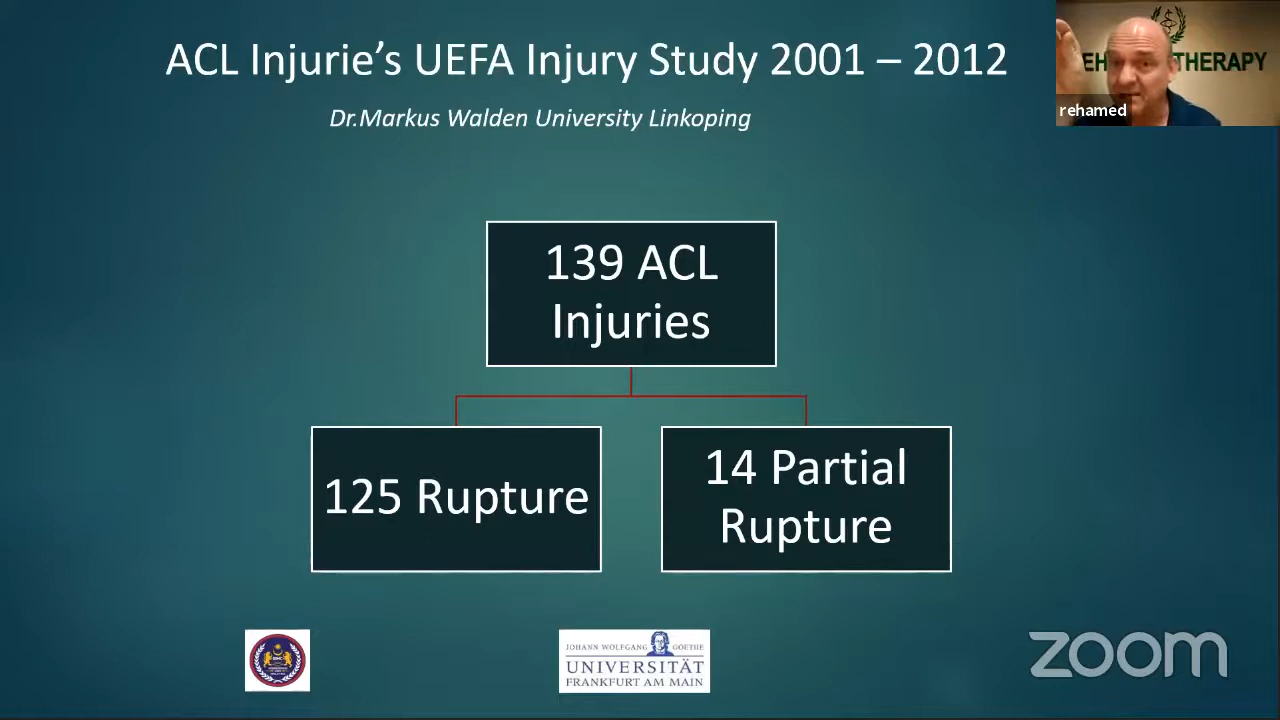 ACL Injurie's UEFA Injury Study 2001 – 2012
Dr.Markus Walden University Linkoping
THERAPY
rehamed
139 ACL
Injuries
125 Rupture
14 Partial
Rupture
JOHANN WOLFGANG GOETHE
UNIVERSITÄT
FRANKFURT AM MAIN
zoom